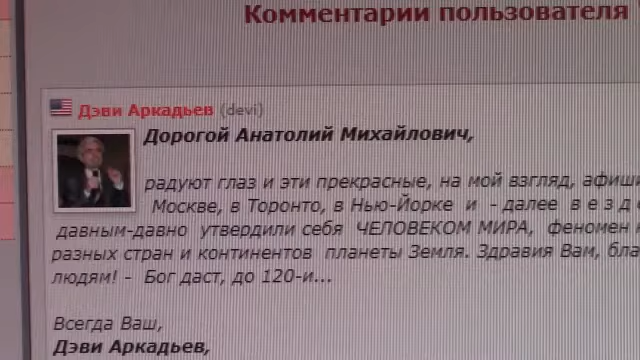 Комментарии пользователя
Дэви Аркадьев (devi)
Дорогой Анатолий Михайлович,
радуют глаз и эти прекрасные, на мой взгляд,
Москве, в Торонто, в Нью-Йорке и - далее в е з д
давным-давно утвердили себя ЧЕЛОВЕКОМ МИРА, феномен
разных стран и континентов планеты Земля. Здравия Вам,
людям! - Бог даст, до 120-и...
Всегда Ваш,
Дэви Аркадьев,